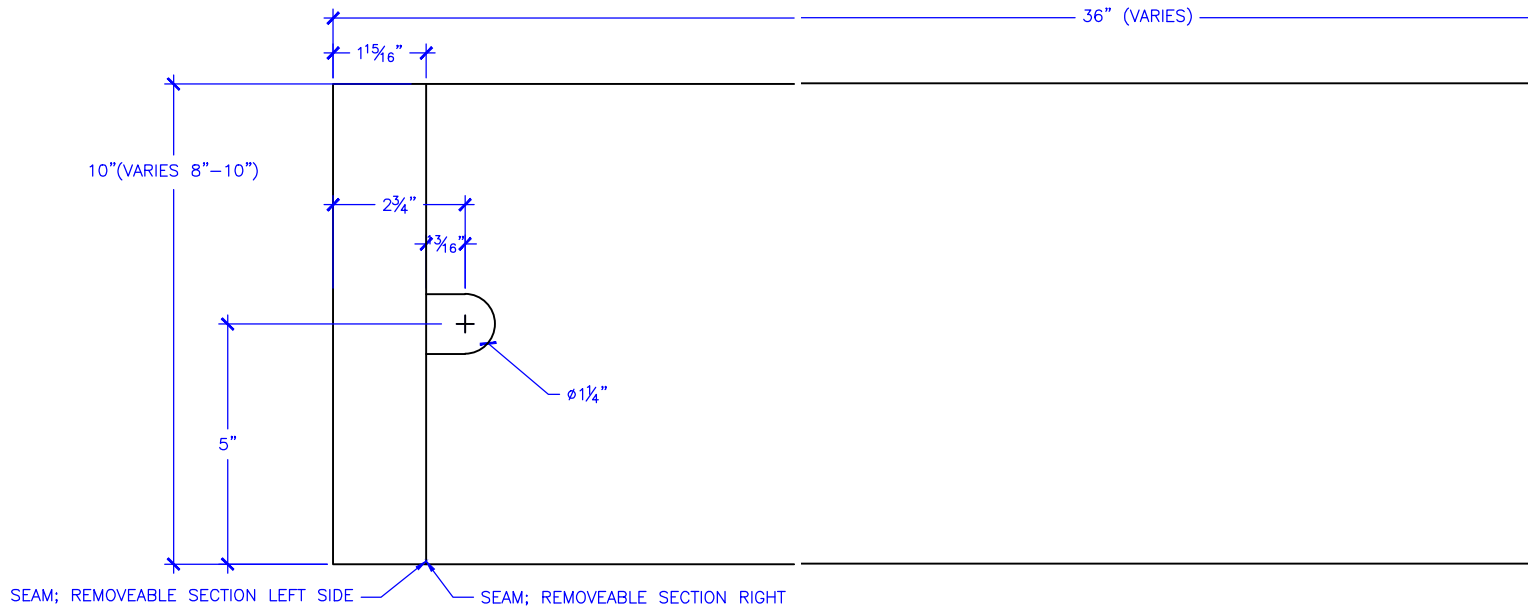 36" (VARIES)
1 15/16"
10"(VARIES 8"-10")
2 3/4"
13/16"
ø1 1/4"
5"
SEAM; REMOVEABLE SECTION LEFT SIDE
SEAM; REMOVEABLE SECTION RIGHT